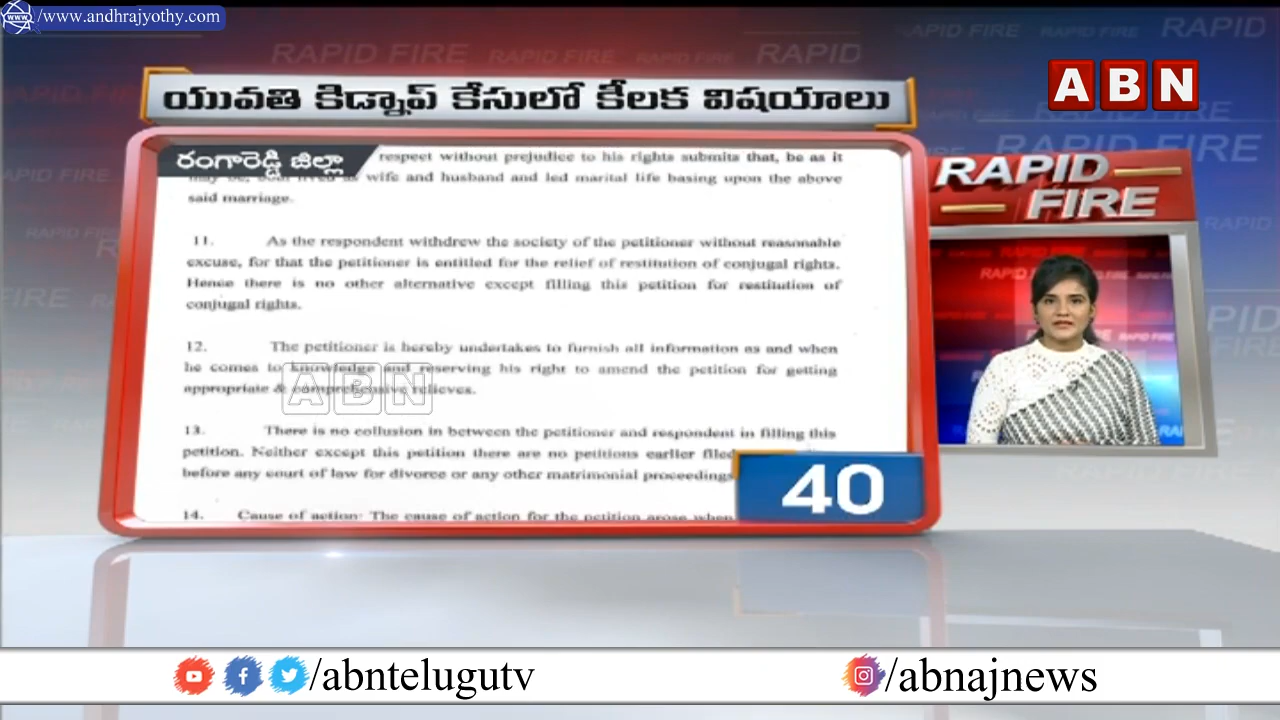 /www.andhrajyothy.com
యువతి కిడ్నాప్ కేసులో కీలక విషయాలు
ABN
రంగారెడ్డి జిల్లా
respect without prejudice to his rights submits that, be as it
wife and husband and led marital life basing upon the above
said marriage.
11. As the respondent withdrew the society of the petitioner without reasonable
excuse, for that the petitioner is entitled for the relief of restitution of conjugal rights.
Hence there is no other alternative except filling this petition for restitution of
conjugal rights.
12. The petitioner is hereby undertakes to furnish all information as and when
he comes to knowledge and reserving his right to amend the petition for getting
appropriate & comprehensive relieves.
ABN
13. There is no collusion in between the petitioner and respondent in filling this
petition. Neither except this petition there are no petitions earlier filed
before any court of law for divorce or any other matrimonial proceedings
14. Cause of action: The cause of action for the petition arose when
40
RAPID
FIRE
/abntelugutv
/abnajnews